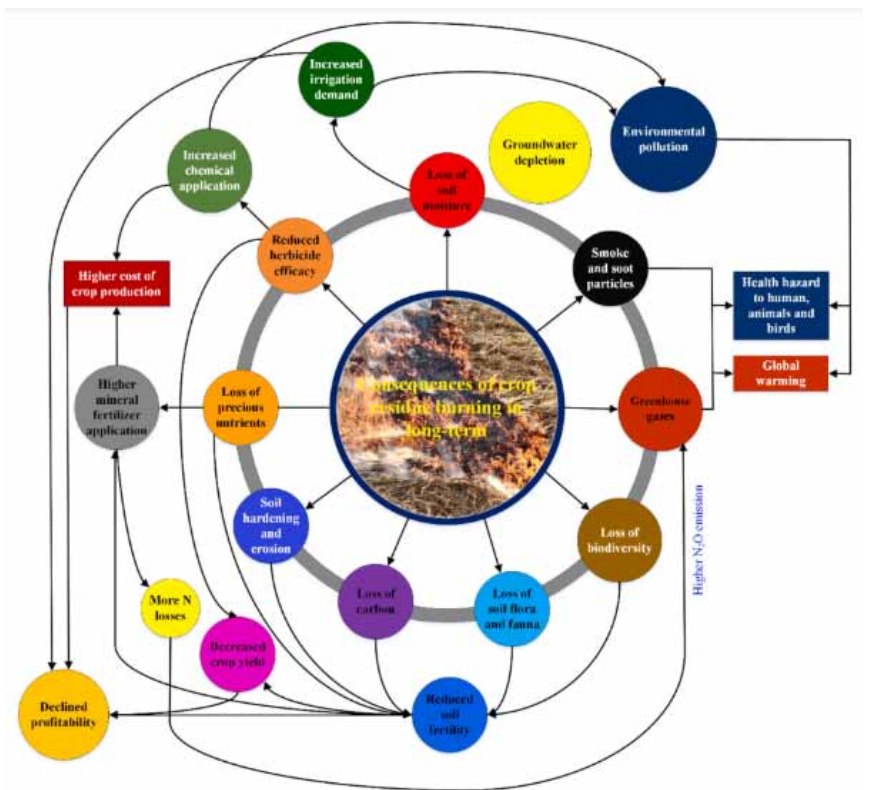 Increased
irrigation
demand
Environmental
pollution
Groundwater
depletion
Increased
chemical
application
Loss of
soil
moisture
Reduced
herbicide
efficacy
Smoke
and soot
particles
Higher cost of
crop production
Health hazard
to human,
animals and
birds
Global
warming
Higher
mineral
fertilizer
application
Loss of
precious
nutrients
Consequences of crop
residue burning in
long-term
Greenhouse
gases
Soil
hardening
and
erosion
Loss of
biodiversity
Higher N₂O emission
Loss of
carbon
Loss of
soil flora
and fauna
More N
losses
Decreased
crop yield
Declined
profitability
Reduced
soil
fertility